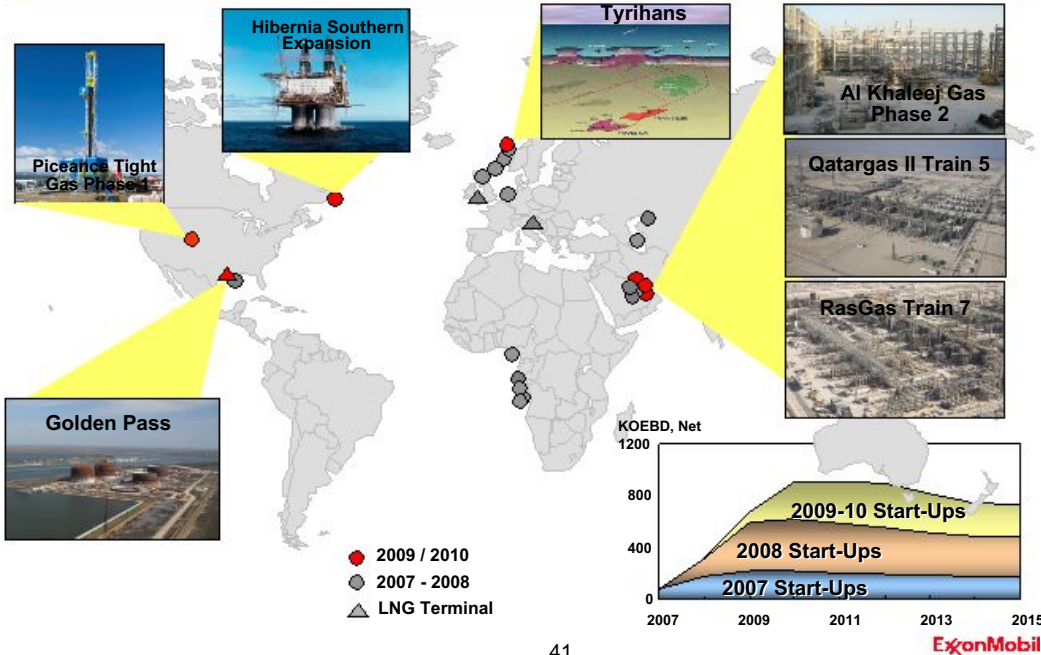 Hibernia Southern
Expansion
Tyrihans
Piceance Tight
Gas Phase 1
Al Khaleej Gas
Phase 2
Qatargas II Train 5
RasGas Train 7
Golden Pass
2009 / 2010
2007 - 2008
LNG Terminal
KOEBD, Net
1200
800
400
0
2009-10 Start-Ups
2008 Start-Ups
2007 Start-Ups
2007 2009 2011 2013 2015
41
ExxonMobil